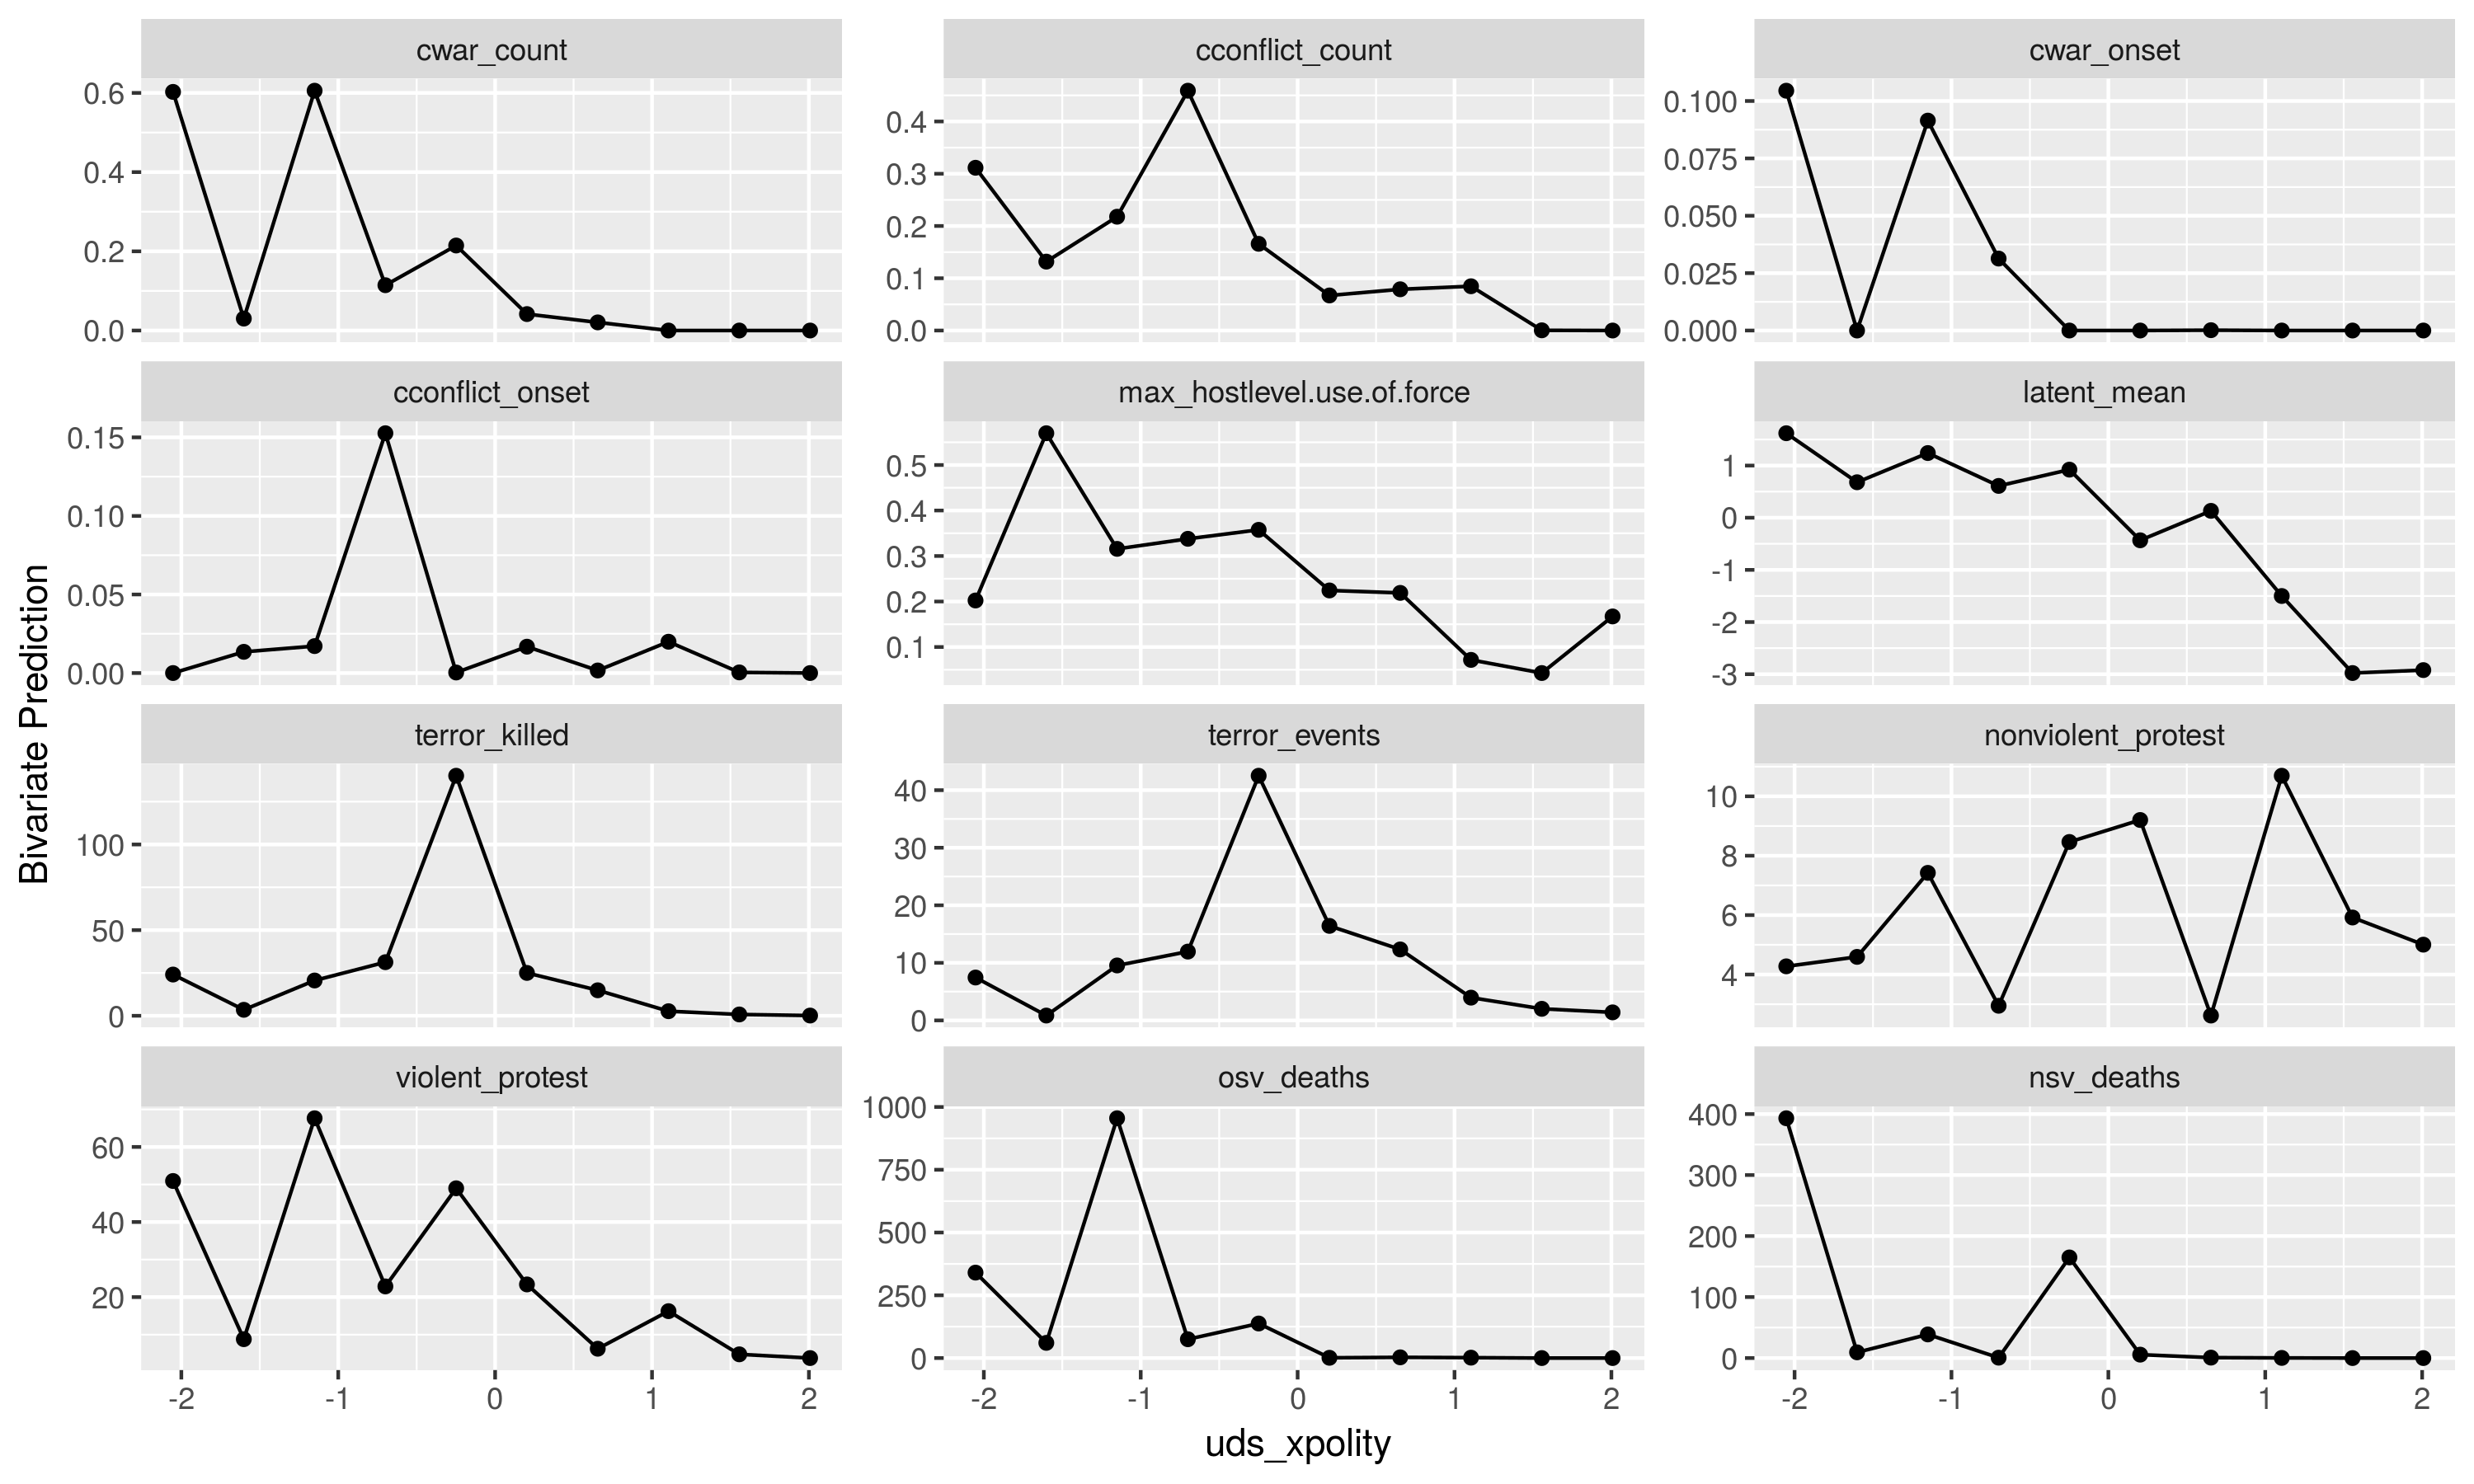 cwar_count cconflict_count cwar_onset
0.6 0.4 0.2 0.0
0.4 0.3 0.2 0.1 0.0
0.100 0.075 0.050 0.025 0.000
cconflict_onset max_hostlevel.use.of.force latent_mean
0.15 0.10 0.05 0.00
0.5 0.4 0.3 0.2 0.1
1 0 -1 -2 -3
terror_killed terror_events nonviolent_protest
100 50 0
40 30 20 10 0
10 8 6 4
violent_protest osv_deaths nsv_deaths
60 40 20
1000 750 500 250 0
400 300 200 100 0
-2 -1 0 1 2
-2 -1 0 1 2
-2 -1 0 1 2
Bivariate Prediction
uds_xpolity